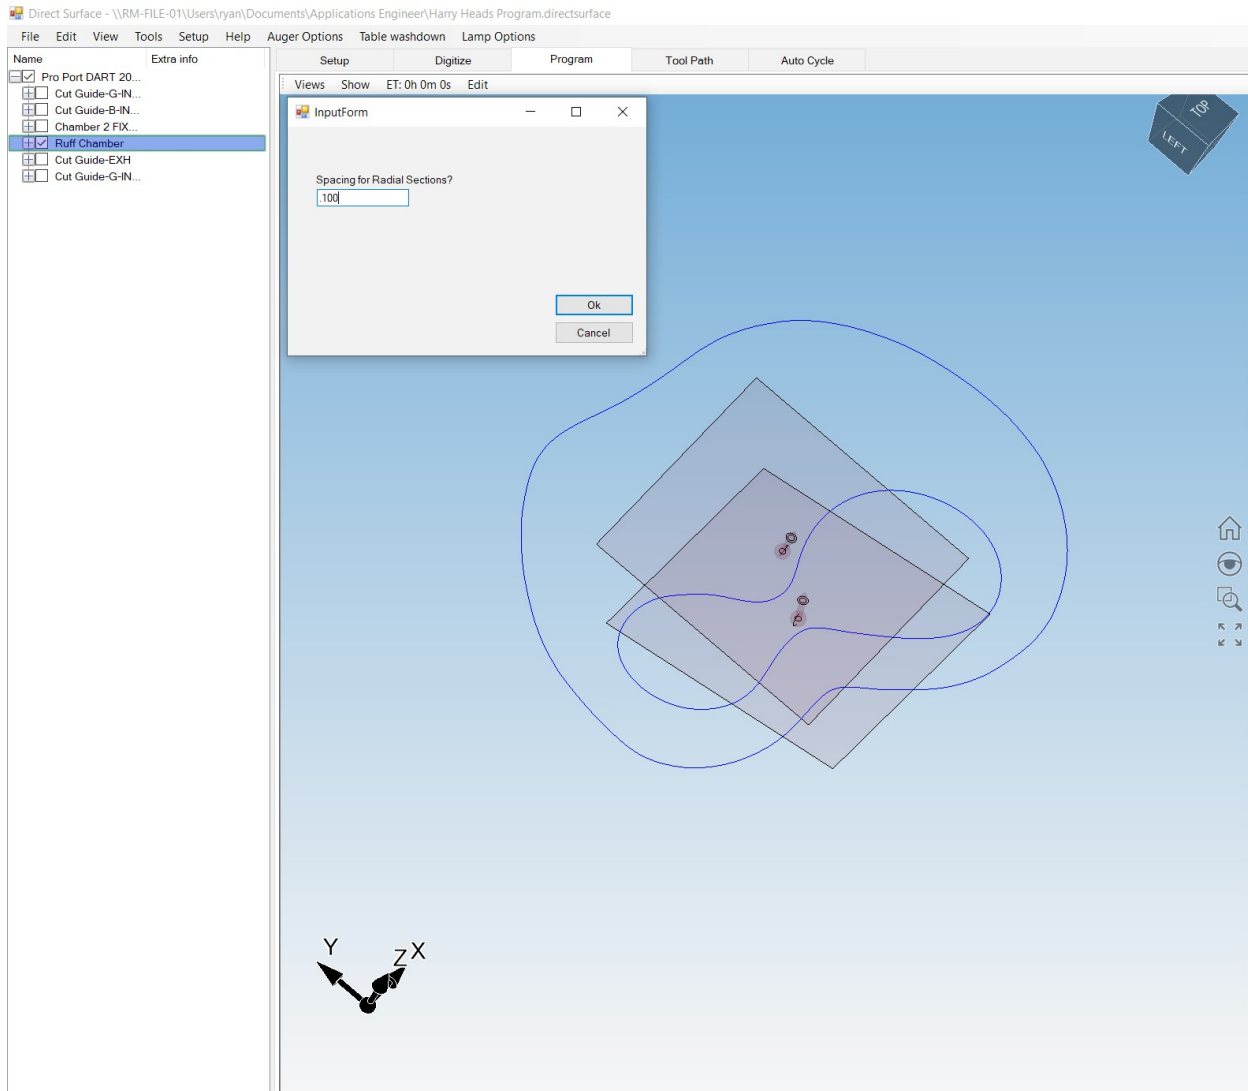 Direct Surface - \\RM-FILE-01\Users\ryan\Documents\Applications Engineer\Harry Heads Program.directsurface
File Edit View Tools Setup Help Auger Options Table washdown Lamp Options
Name Extra info
Setup Digitize Program Tool Path Auto Cycle
Pro Port DART 20...
Cut Guide-G-IN...
Cut Guide-B-IN...
Chamber 2 FIX...
Ruff Chamber
Cut Guide-EXH
Cut Guide-G-IN...
Views Show ET: 0h 0m 0s Edit
InputForm
Spacing for Radial Sections?
.100
Ok
Cancel
TOP
LEFT
Y
Z
X